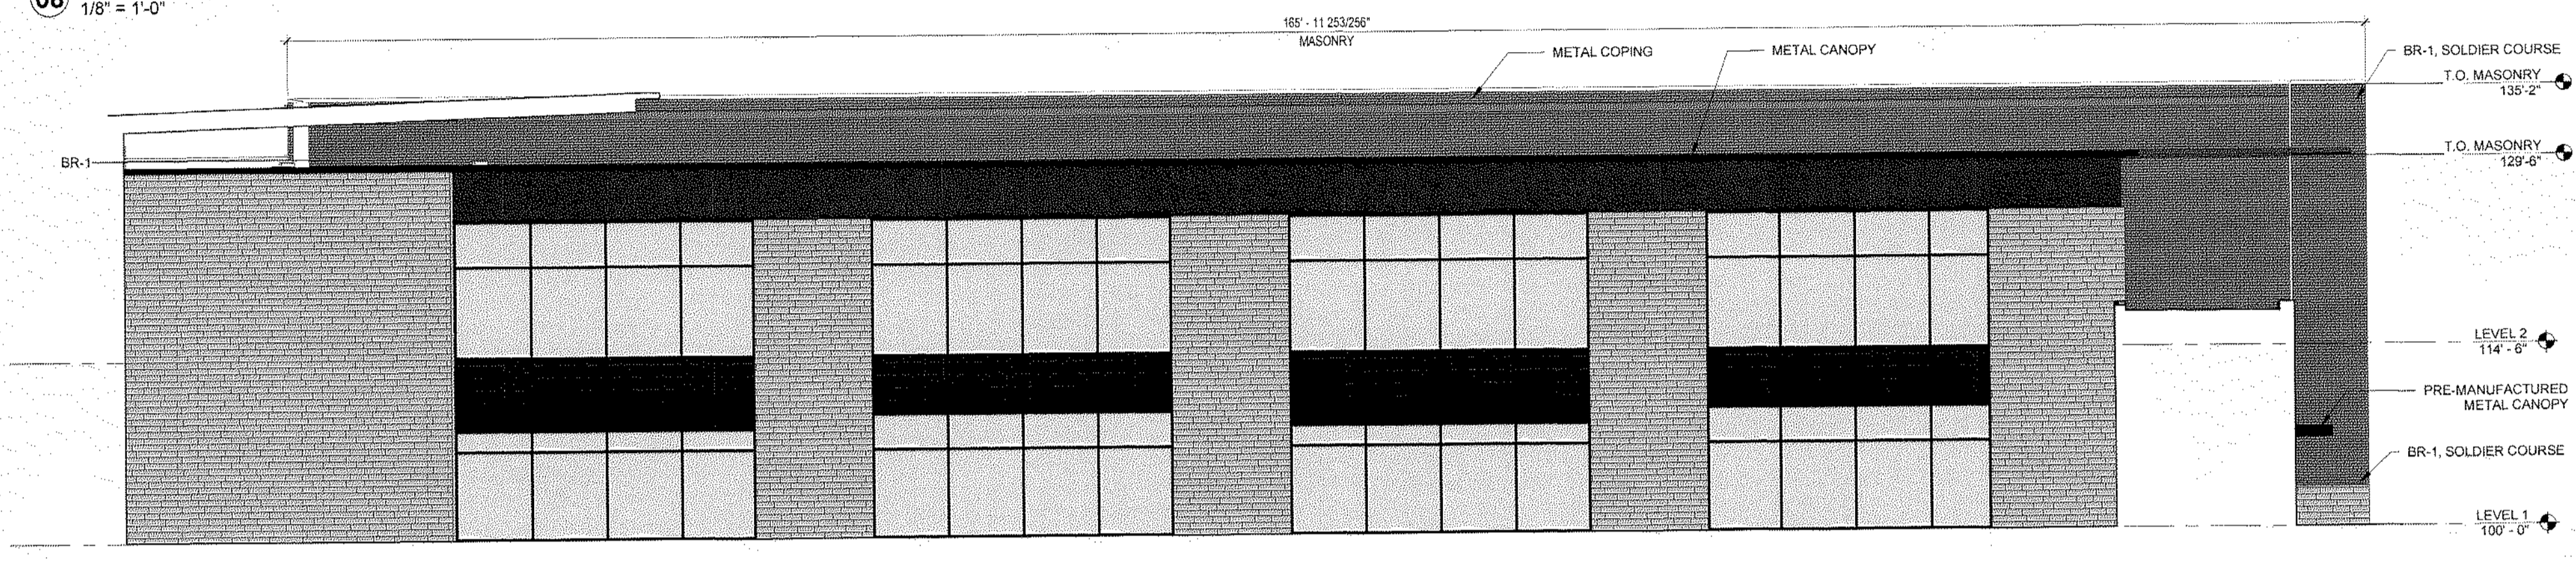 08
1/8" = 1'-0"
165' - 11 253/256"
MASONRY
METAL COPING
METAL CANOPY
BR-1, SOLDIER COURSE
T.O. MASONRY
135'-2"
BR-1
T.O. MASONRY
129'-6"
LEVEL 2
114' - 6"
PRE-MANUFACTURED
METAL CANOPY
BR-1, SOLDIER COURSE
LEVEL 1
100' - 0"